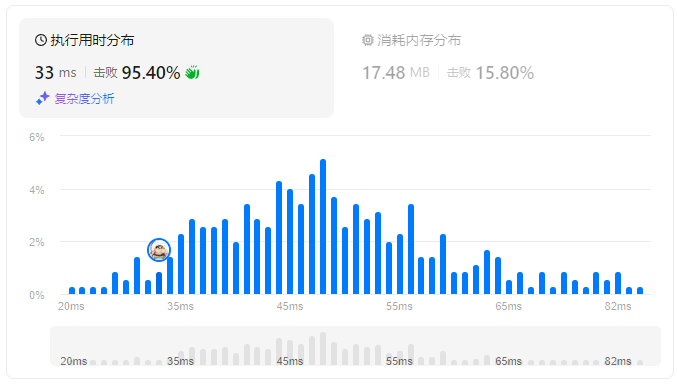 执行用时分布
消耗内存分布
33 ms 击败 95.40%
17.48 MB 击败 15.80%
复杂度分析
6%
4%
2%
0%
20ms 35ms 45ms 55ms 65ms 82ms
20ms 35ms 45ms 55ms 65ms 82ms